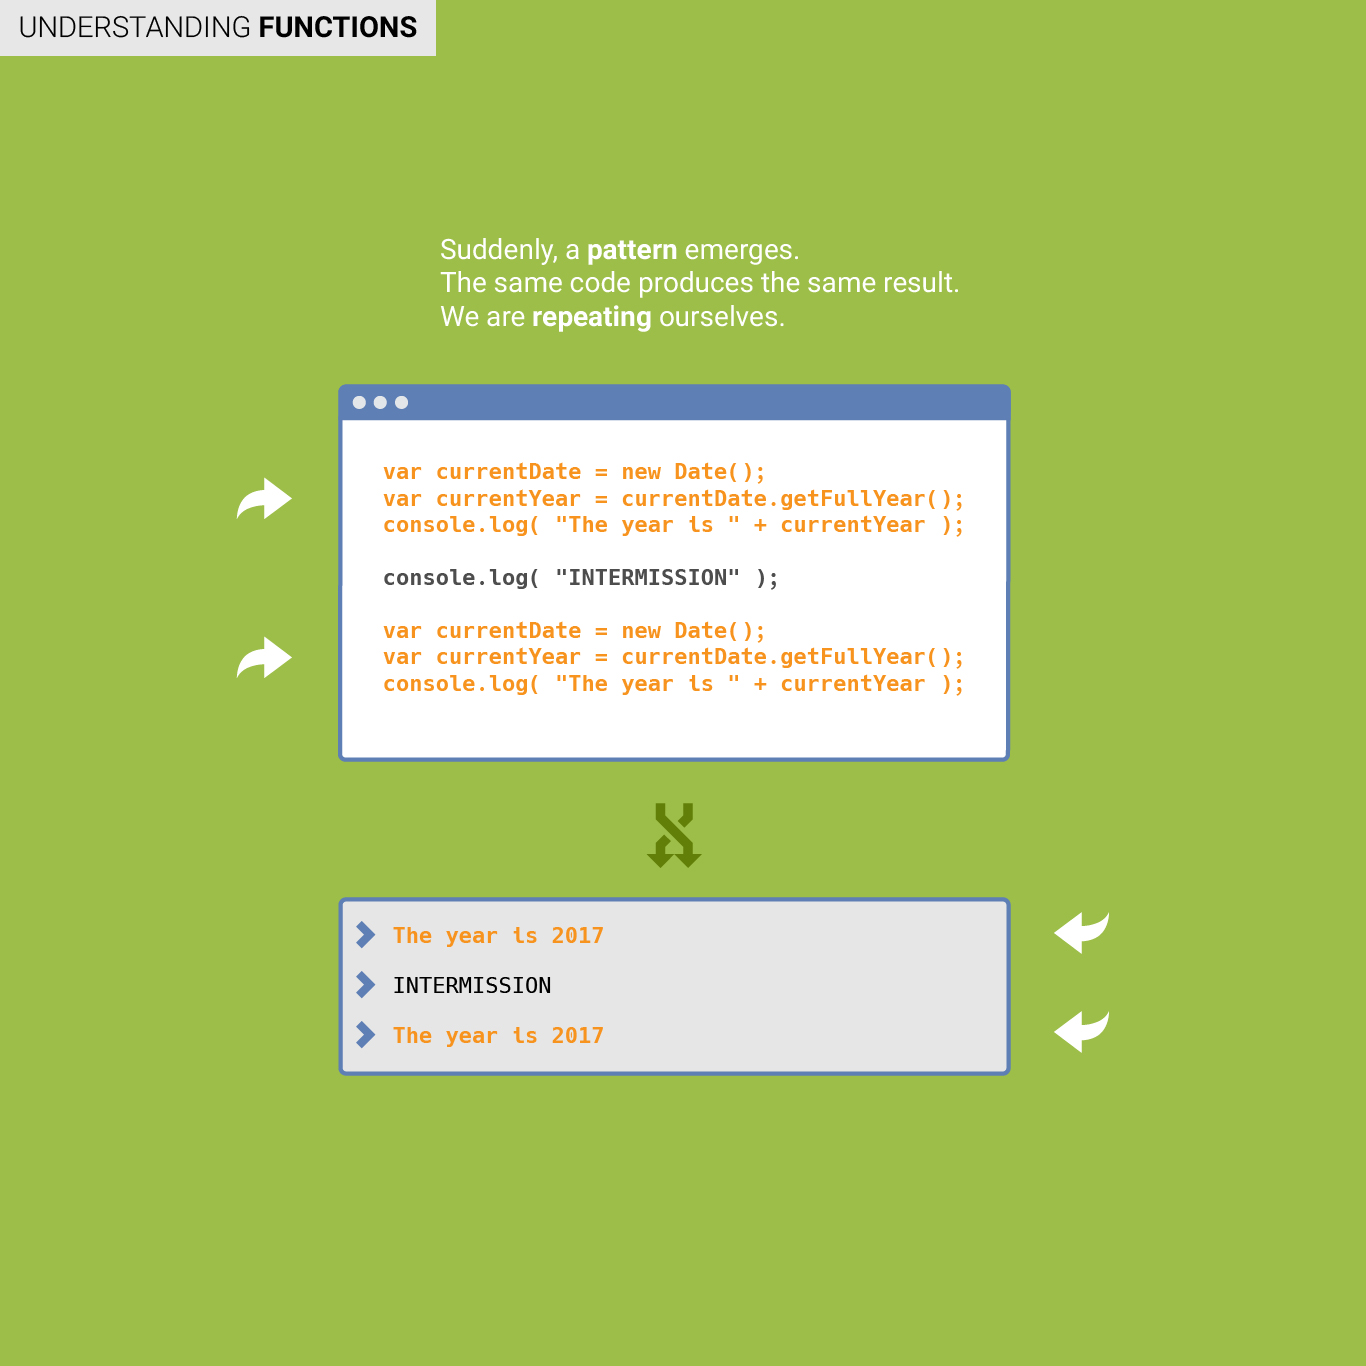 UNDERSTANDING FUNCTIONS
Suddenly, a pattern emerges.
The same code produces the same result.
We are repeating ourselves.
var currentDate = new Date();
var currentYear = currentDate.getFullYear();
console.log( "The year is " + currentYear );
console.log( "INTERMISSION" );
var currentDate = new Date();
var currentYear = currentDate.getFullYear();
console.log( "The year is " + currentYear );
The year is 2017
INTERMISSION
The year is 2017